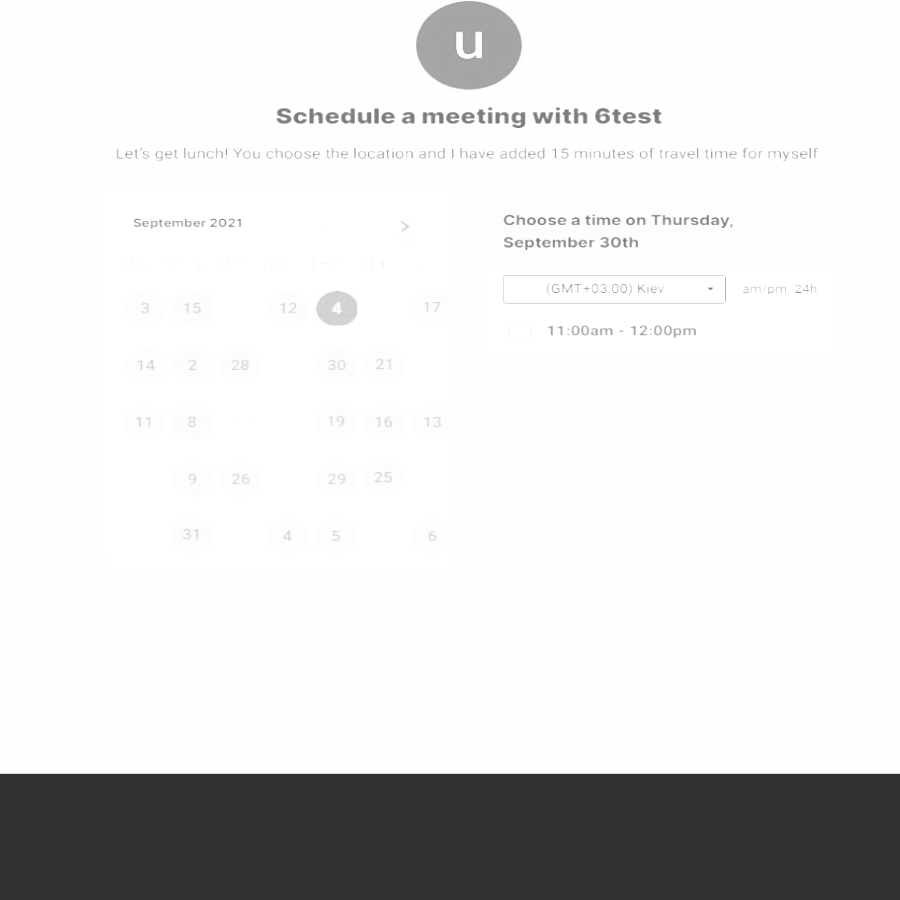 u
Schedule a meeting with 6test
Let's get lunch! You choose the location and I have added 15 minutes of travel time for myself.
September 2021
3 15 12 4 17
14 2 28 30 21
11 8 19 16 13
9 26 29 25
31 4 5 6
Choose a time on Thursday,
September 30th
(GMT+03.00) Kiev am/pm 24h
11:00am - 12:00pm